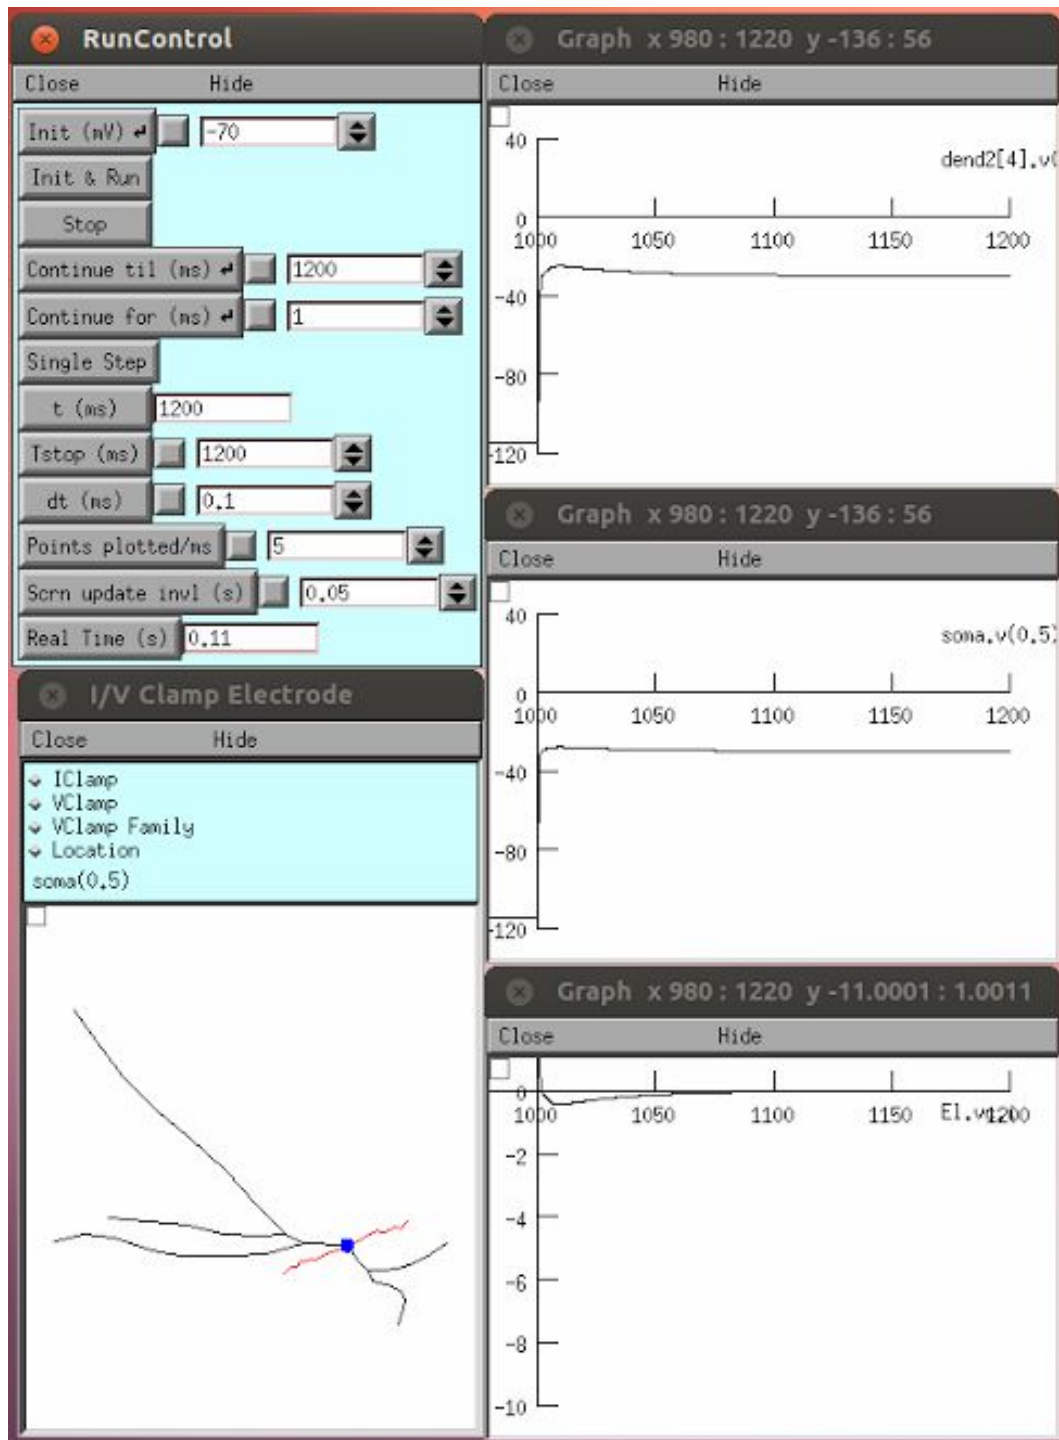 RunControl
Close Hide
Init (mV) -70
Init & Run
Stop
Continue til (ms) 1200
Continue for (ms) 1
Single Step
t (ms) 1200
Tstop (ms) 1200
dt (ms) 0.1
Points plotted/ms 5
Scrn update invl (s) 0.05
Real Time (s) 0.11
I/V Clamp Electrode
Close Hide
IClamp
VClamp
VClamp Family
Location
soma(0.5)
Graph x 980 : 1220 y -136 : 56
Close Hide
40
dend2[4].v(
0
1000 1050 1100 1150 1200
-40
-80
-120
Graph x 980 : 1220 y -136 : 56
Close Hide
40
soma.v(0.5)
0
1000 1050 1100 1150 1200
-40
-80
-120
Graph x 980 : 1220 y -11.0001 : 1.0011
Close Hide
0
1000 1050 1100 1150 1200
-2
-4
-6
-8
-10